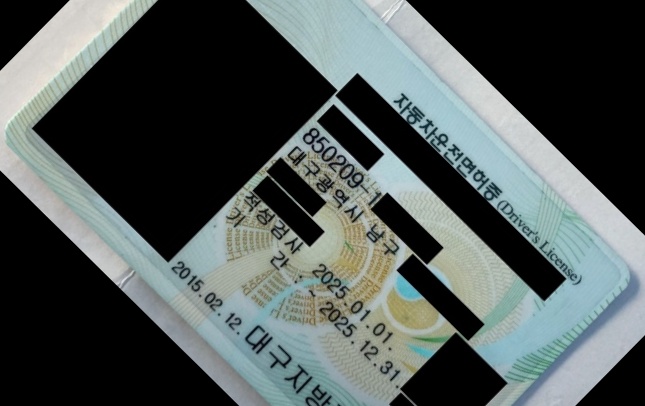 자동차운전면허증 (Driver's License)
850209-1
대구광역시 남구
적성검사 2025.01.01.
기간 : ~ 2025.12.31.
2015.02.12.
대구지방